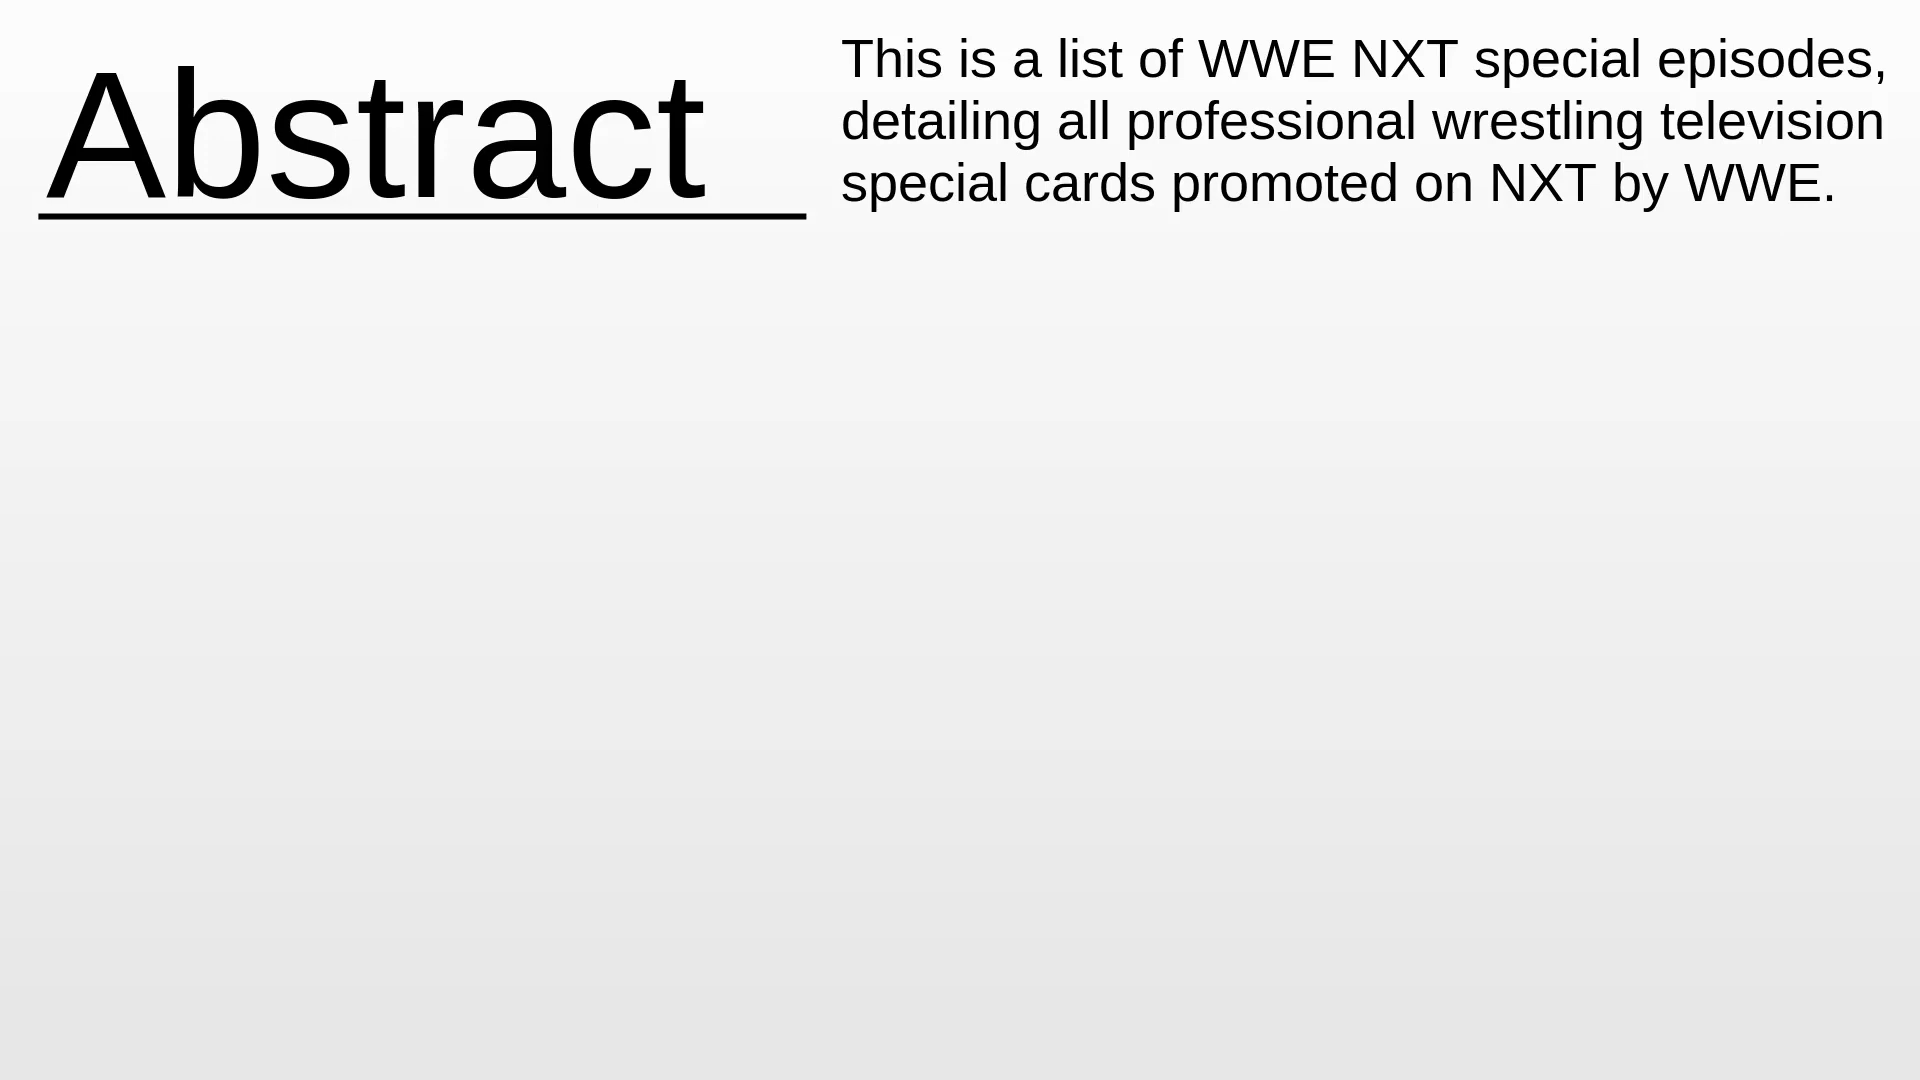 Abstract
This is a list of WWE NXT special episodes,
detailing all professional wrestling television
special cards promoted on NXT by WWE.